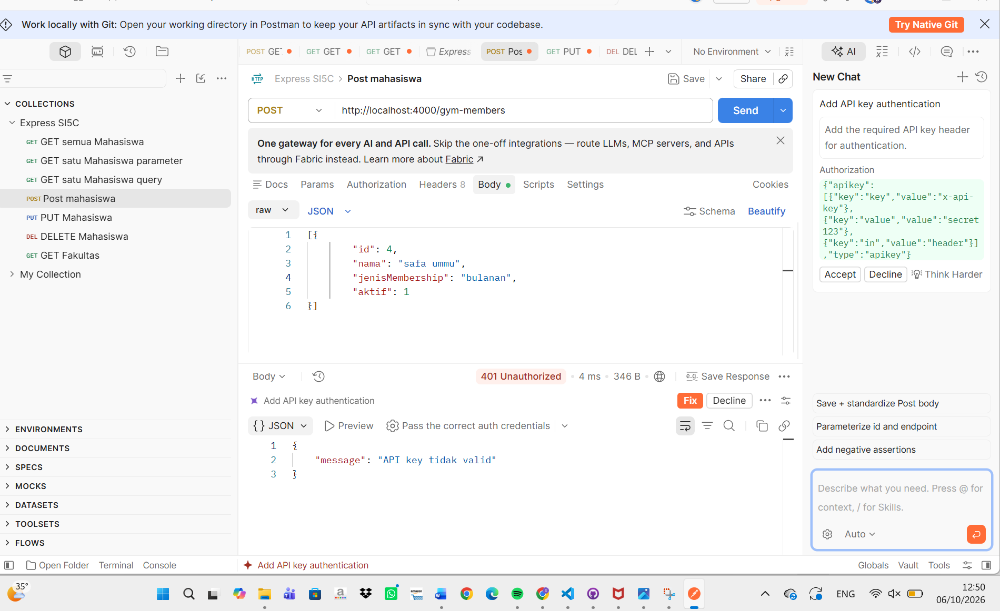 Work locally with Git: Open your working directory in Postman to keep your API artifacts in sync with your codebase.
Try Native Git
POST GET
GET GET
GET GET
Express
POST Pos
GET PUT
DEL DEL
No Environment
AI
Express SI5C > Post mahasiswa
Save
Share
New Chat
COLLECTIONS
Express SI5C
GET GET semua Mahasiswa
GET GET satu Mahasiswa parameter
GET GET satu Mahasiswa query
POST Post mahasiswa
PUT PUT Mahasiswa
DEL DELETE Mahasiswa
GET GET Fakultas
My Collection
ENVIRONMENTS
DOCUMENTS
SPECS
MOCKS
DATASETS
TOOLSETS
FLOWS
POST
http://localhost:4000/gym-members
Send
One gateway for every AI and API call. Skip the one-off integrations — route LLMs, MCP servers, and APIs
through Fabric instead. Learn more about Fabric ↗
Docs
Params
Authorization
Headers 8
Body
Scripts
Settings
Cookies
raw
JSON
Schema
Beautify
1 [{
2 "id": 4,
3 "nama": "safa ummu",
4 "jenisMembership": "bulanan",
5 "aktif": 1
6 }]
Body
401 Unauthorized
4 ms
346 B
e.g. Save Response
Add API key authentication
Fix
Decline
{} JSON
Preview
Pass the correct auth credentials
1 {
2 "message": "API key tidak valid"
3 }
Add API key authentication
Add the required API key header
for authentication.
Authorization
{"apikey":
[{"key":"key","value":"x-api-
key"},
{"key":"value","value":"secret
123"},
{"key":"in","value":"header"}]
,"type":"apikey"}
Accept
Decline
Think Harder
Save + standardize Post body
Parameterize id and endpoint
Add negative assertions
Describe what you need. Press @ for
context, / for Skills.
Auto
Open Folder
Terminal
Console
Add API key authentication
Globals
Vault
Tools
35°
ENG
12:50
06/10/2026